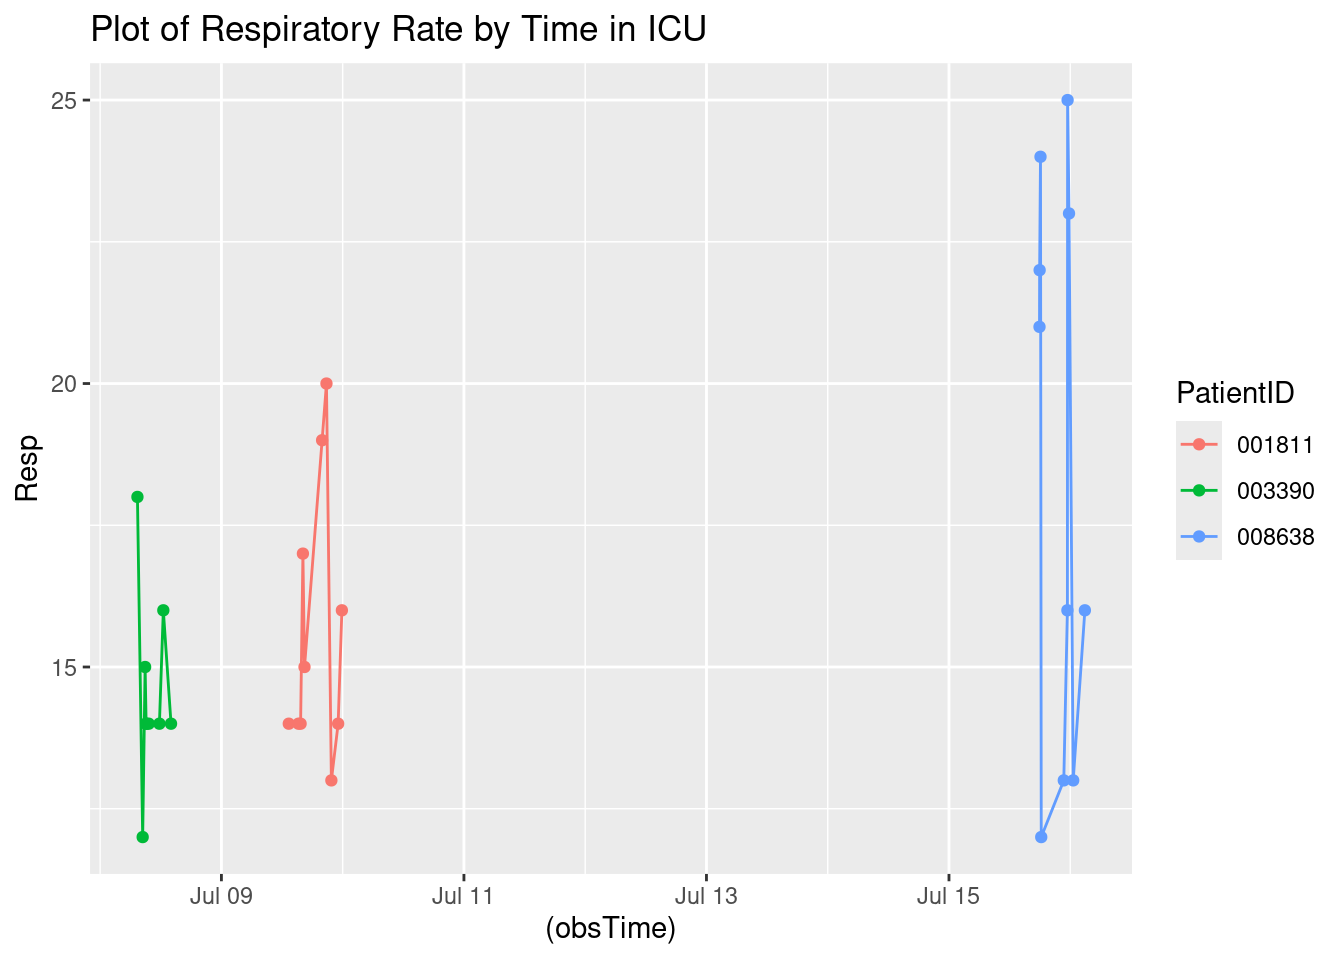 Plot of Respiratory Rate by Time in ICU
25
20
15
Resp
Jul 09 Jul 11 Jul 13 Jul 15
(obsTime)
PatientID
001811
003390
008638